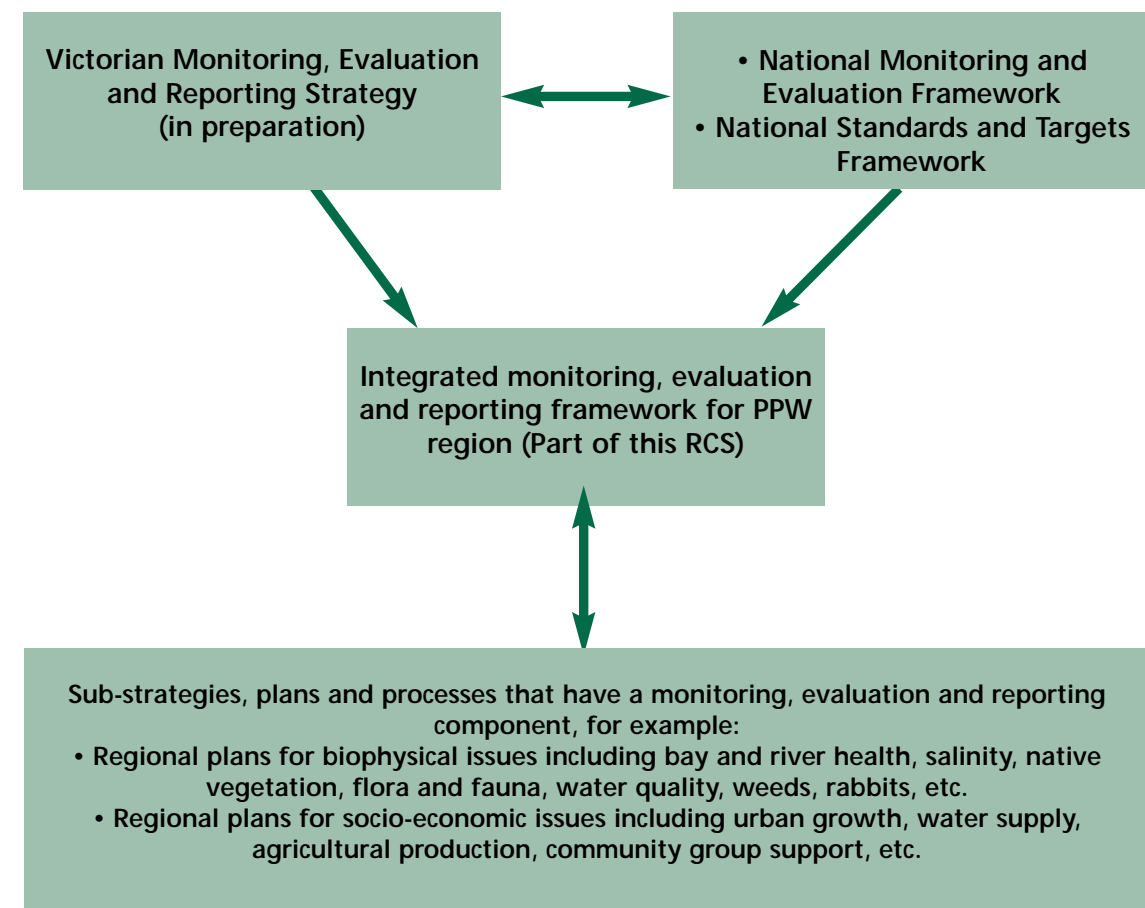 Victorian Monitoring, Evaluation
and Reporting Strategy
(in preparation)
• National Monitoring and
Evaluation Framework
• National Standards and Targets
Framework
Integrated monitoring, evaluation
and reporting framework for PPW
region (Part of this RCS)
Sub-strategies, plans and processes that have a monitoring, evaluation and reporting
component, for example:
• Regional plans for biophysical issues including bay and river health, salinity, native
vegetation, flora and fauna, water quality, weeds, rabbits, etc.
• Regional plans for socio-economic issues including urban growth, water supply,
agricultural production, community group support, etc.